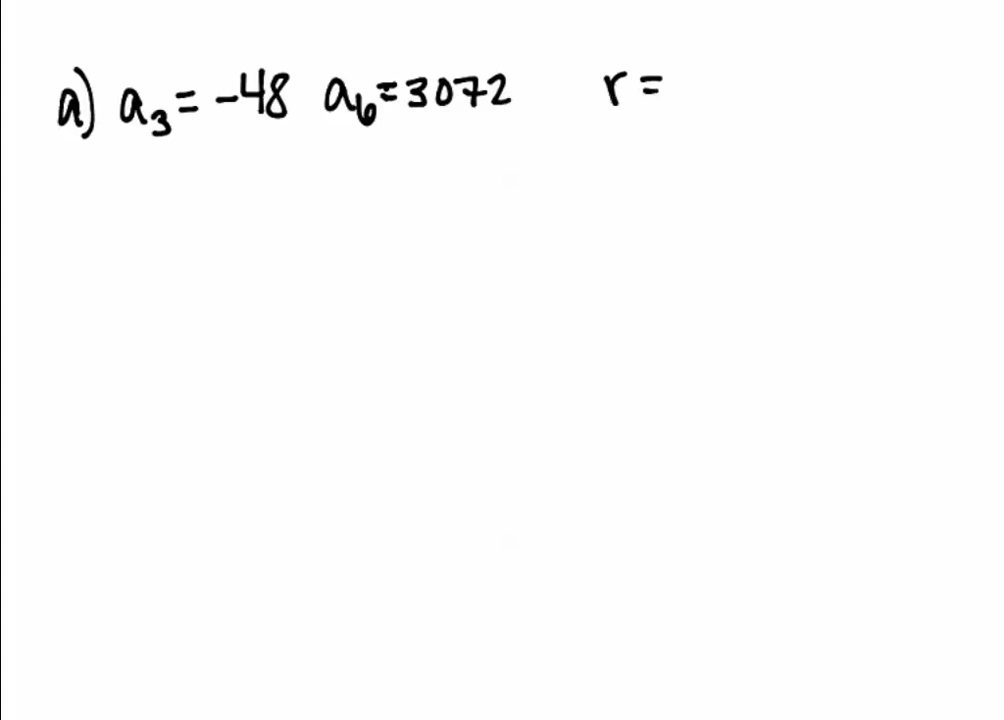 a) a₃ = -48 a₆ = 3072 r =